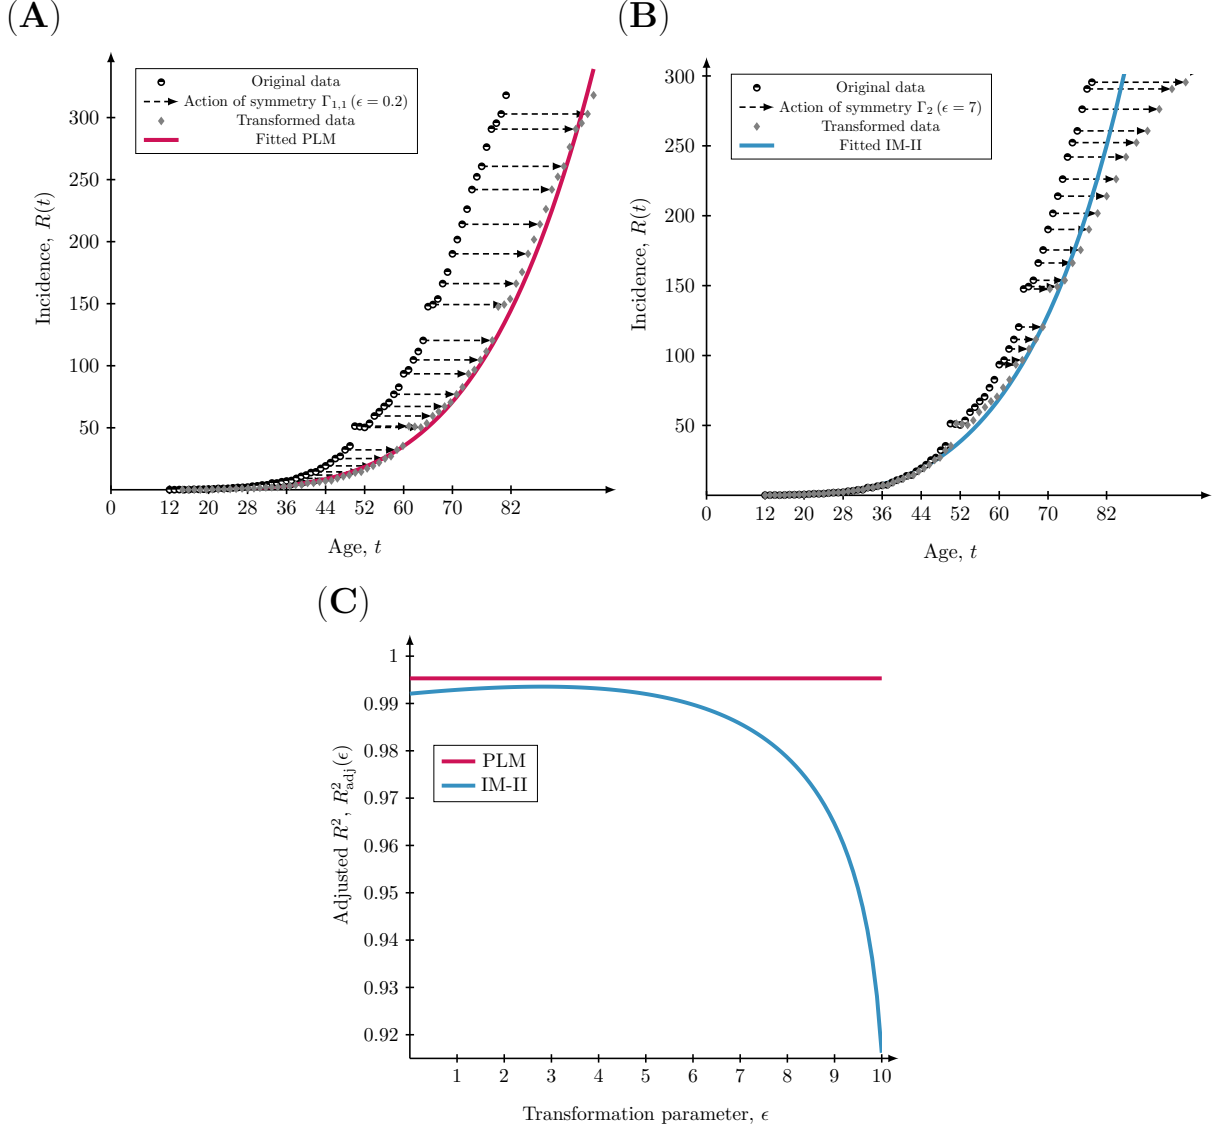 (A)
Original data
Action of symmetry Γ1,1 (ϵ = 0.2)
Transformed data
Fitted PLM
Incidence, R(t)
300
250
200
150
100
50
0 12 20 28 36 44 52 60 70 82
Age, t
(B)
Original data
Action of symmetry Γ2 (ϵ = 7)
Transformed data
Fitted IM-II
Incidence, R(t)
300
250
200
150
100
50
0 12 20 28 36 44 52 60 70 82
Age, t
(C)
PLM
IM-II
Adjusted R², R²adj(ϵ)
1
0.99
0.98
0.97
0.96
0.95
0.94
0.93
0.92
1 2 3 4 5 6 7 8 9 10
Transformation parameter, ϵ